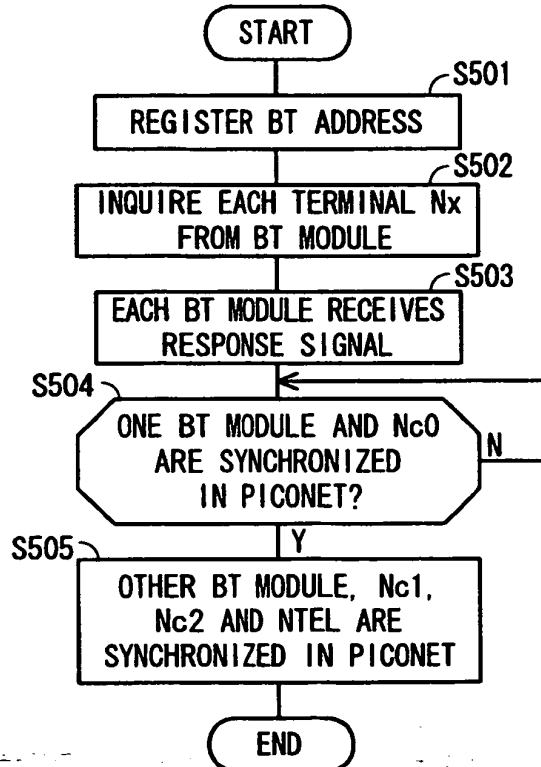 START
S501
REGISTER BT ADDRESS
S502
INQUIRE EACH TERMINAL Nx
FROM BT MODULE
S503
EACH BT MODULE RECEIVES
RESPONSE SIGNAL
S504
ONE BT MODULE AND Nc0
ARE SYNCHRONIZED
IN PICONET?
N
Y
S505
OTHER BT MODULE, Nc1,
Nc2 AND NTEL ARE
SYNCHRONIZED IN PICONET
END